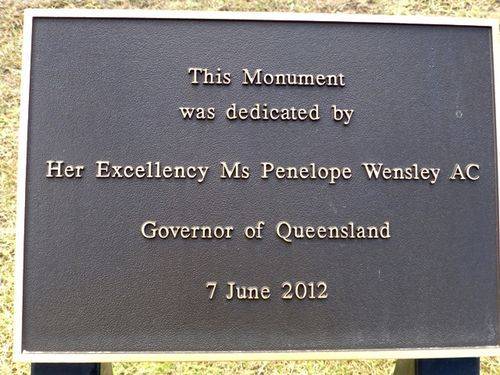 This Monument
was dedicated by
Her Excellency Ms Penelope Wensley AC
Governor of Queensland
7 June 2012